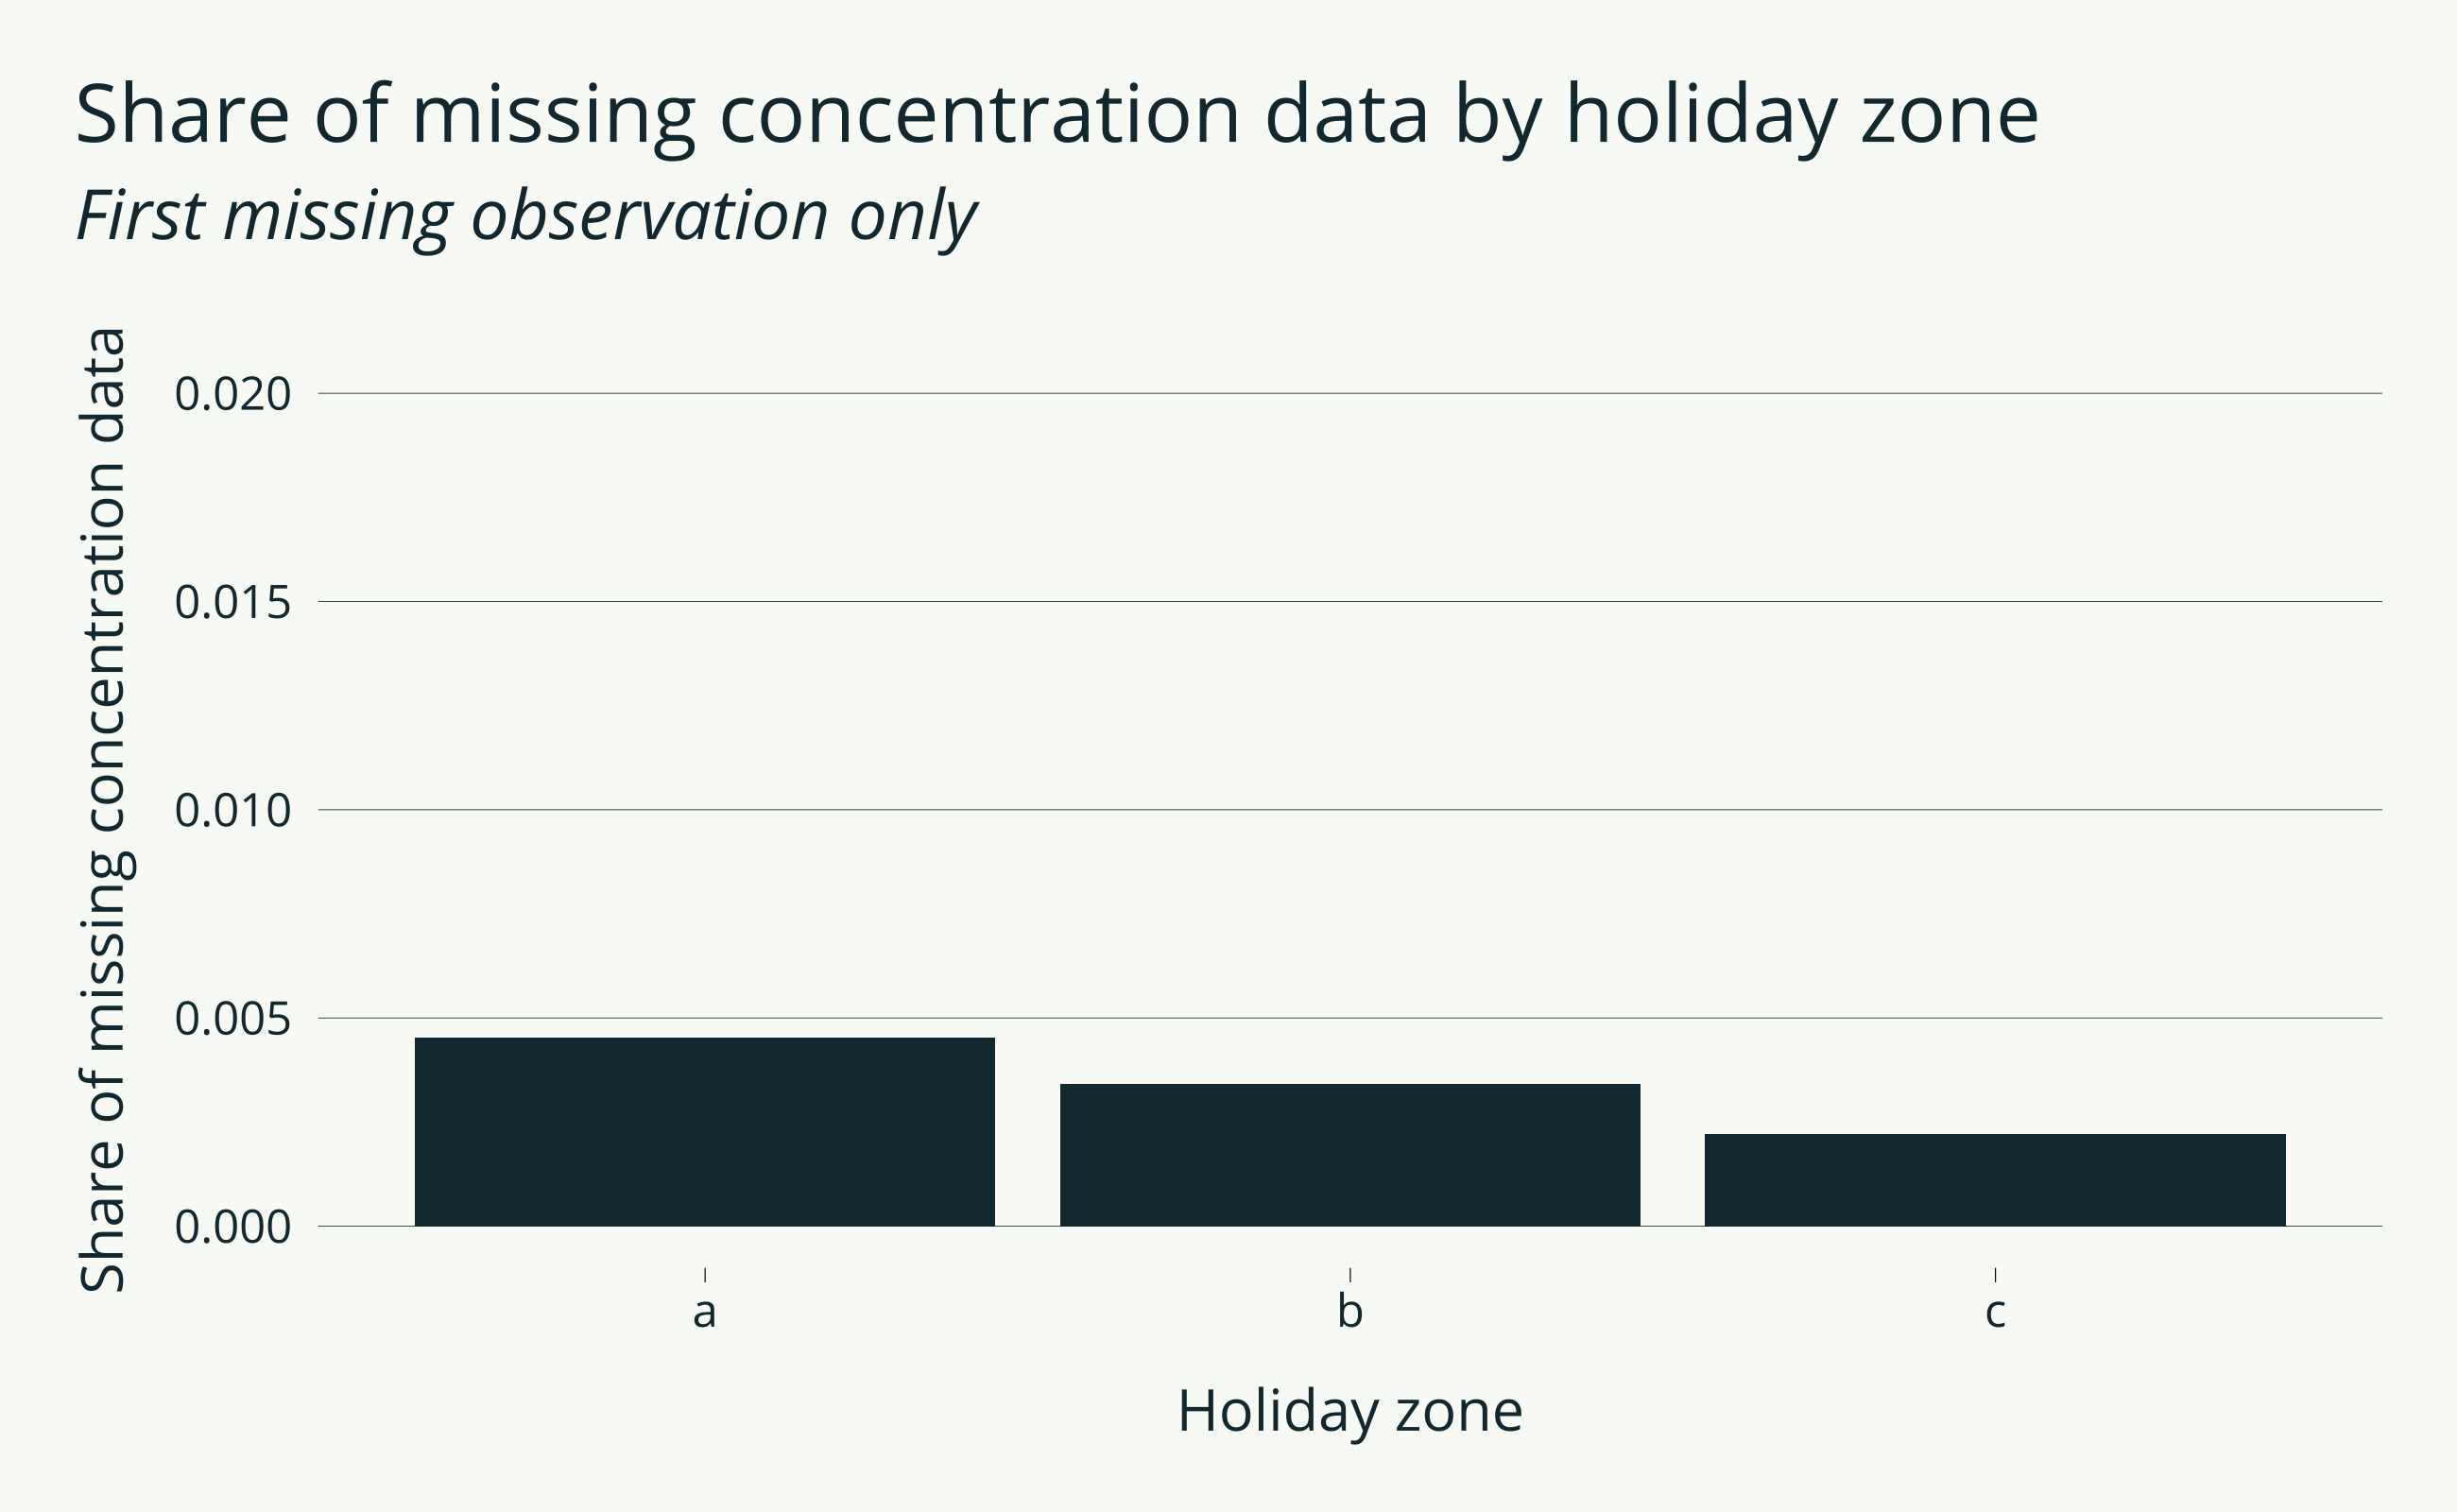 Share of missing concentration data by holiday zone
First missing observation only
Share of missing concentration data
0.020
0.015
0.010
0.005
0.000
a
b
c
Holiday zone